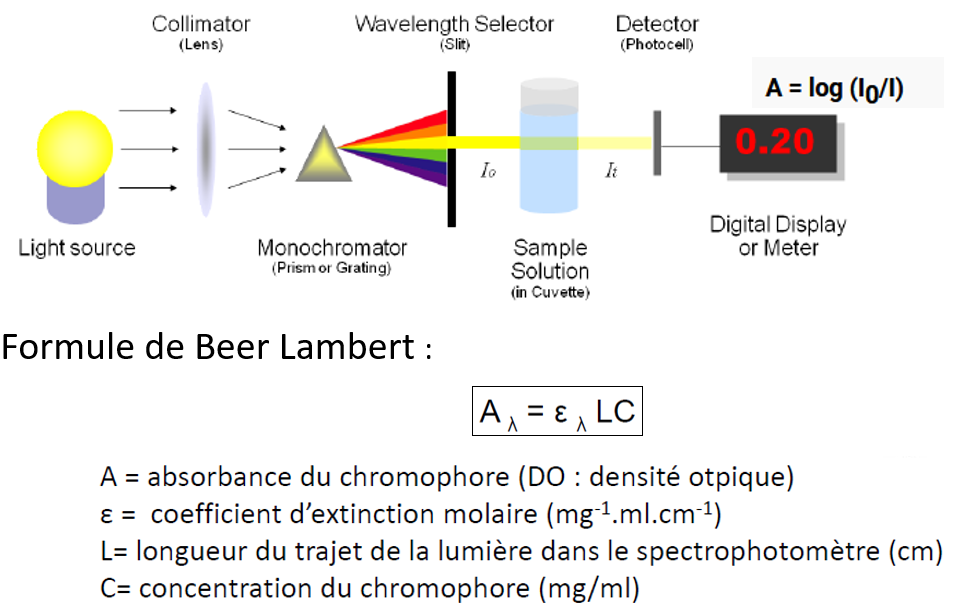 Collimator
(Lens)
Wavelength Selector
(Slit)
Detector
(Photocell)
A = log (I0/I)
0.20
Io
It
Light source
Monochromator
(Prism or Grating)
Sample
Solution
(in Cuvette)
Digital Display
or Meter
Formule de Beer Lambert :
A λ = ε λ LC
A = absorbance du chromophore (DO : densité otpique)
ε = coefficient d'extinction molaire (mg-1.ml.cm-1)
L= longueur du trajet de la lumière dans le spectrophotomètre (cm)
C= concentration du chromophore (mg/ml)